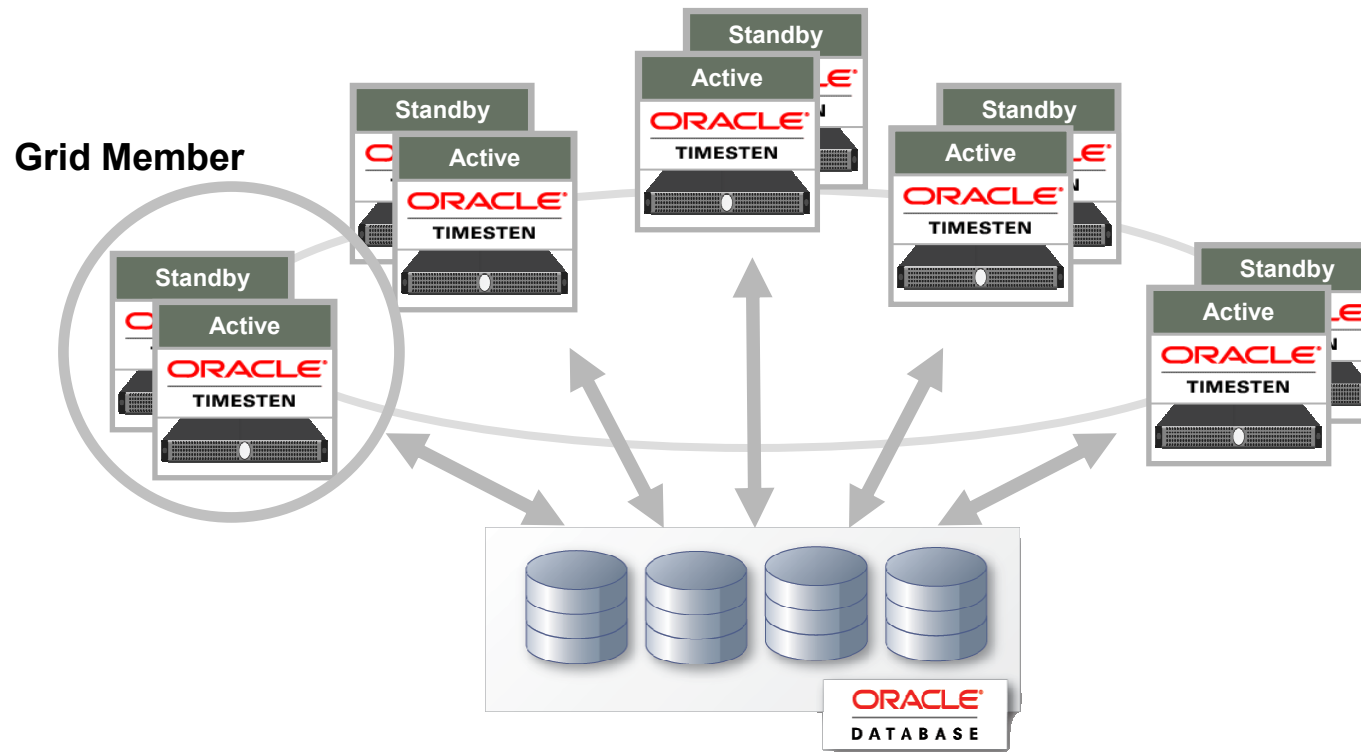 Standby
Active
ORACLE®
TIMESTEN
Standby
Active
ORACLE®
TIMESTEN
Standby
Active
ORACLE®
TIMESTEN
Grid Member
Standby
Active
ORACLE®
TIMESTEN
Standby
Active
ORACLE®
TIMESTEN
ORACLE®
DATABASE